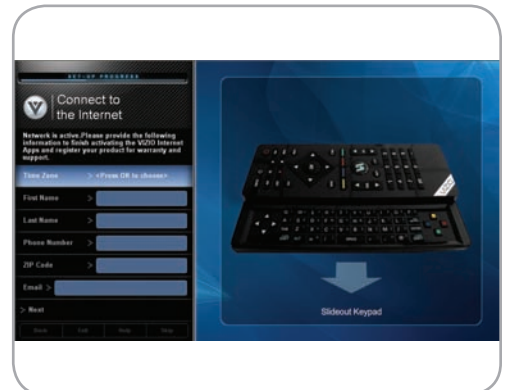 SET-UP PROGRESS
V
Connect to
the Internet
Network is active.Please provide the following
information to finish activating the VIZIO Internet
Apps and register your product for warranty and
support.
Time Zone > <Press OK to choose>
First Name >
Last Name >
Phone Number >
ZIP Code >
Email >
> Next
Back Exit Help Skip
VIZIO
Slideout Keypad